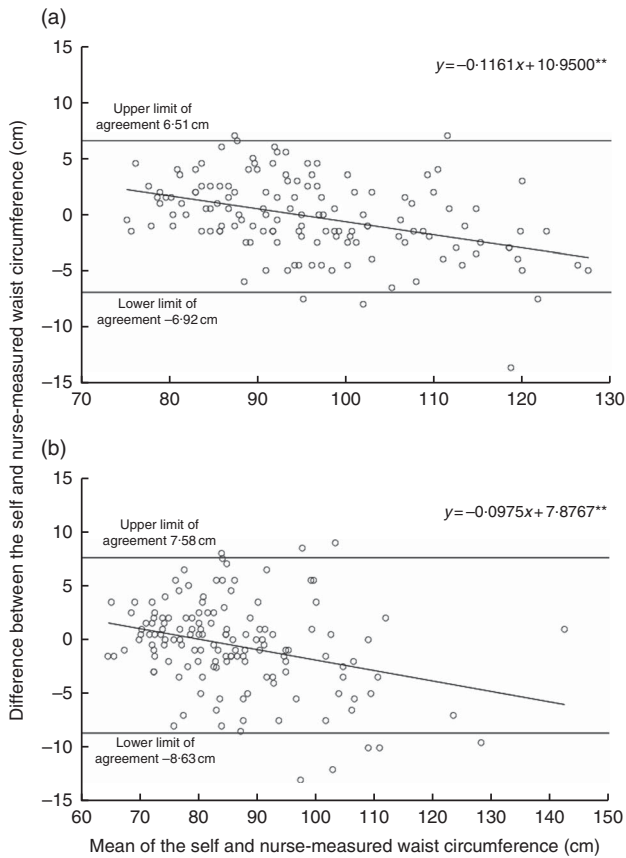 (a)
15
y=–0·1161x+10·9500**
10
Upper limit of
agreement 6·51 cm
5
0
–5
Lower limit of
agreement –6·92 cm
–10
–15
70 80 90 100 110 120 130
Difference between the self and nurse-measured waist circumference (cm)
(b)
15
y=–0·0975x+7·8767**
10
Upper limit of
agreement 7·58 cm
5
0
–5
Lower limit of
agreement –8·63 cm
–10
–15
60 70 80 90 100 110 120 130 140 150
Mean of the self and nurse-measured waist circumference (cm)